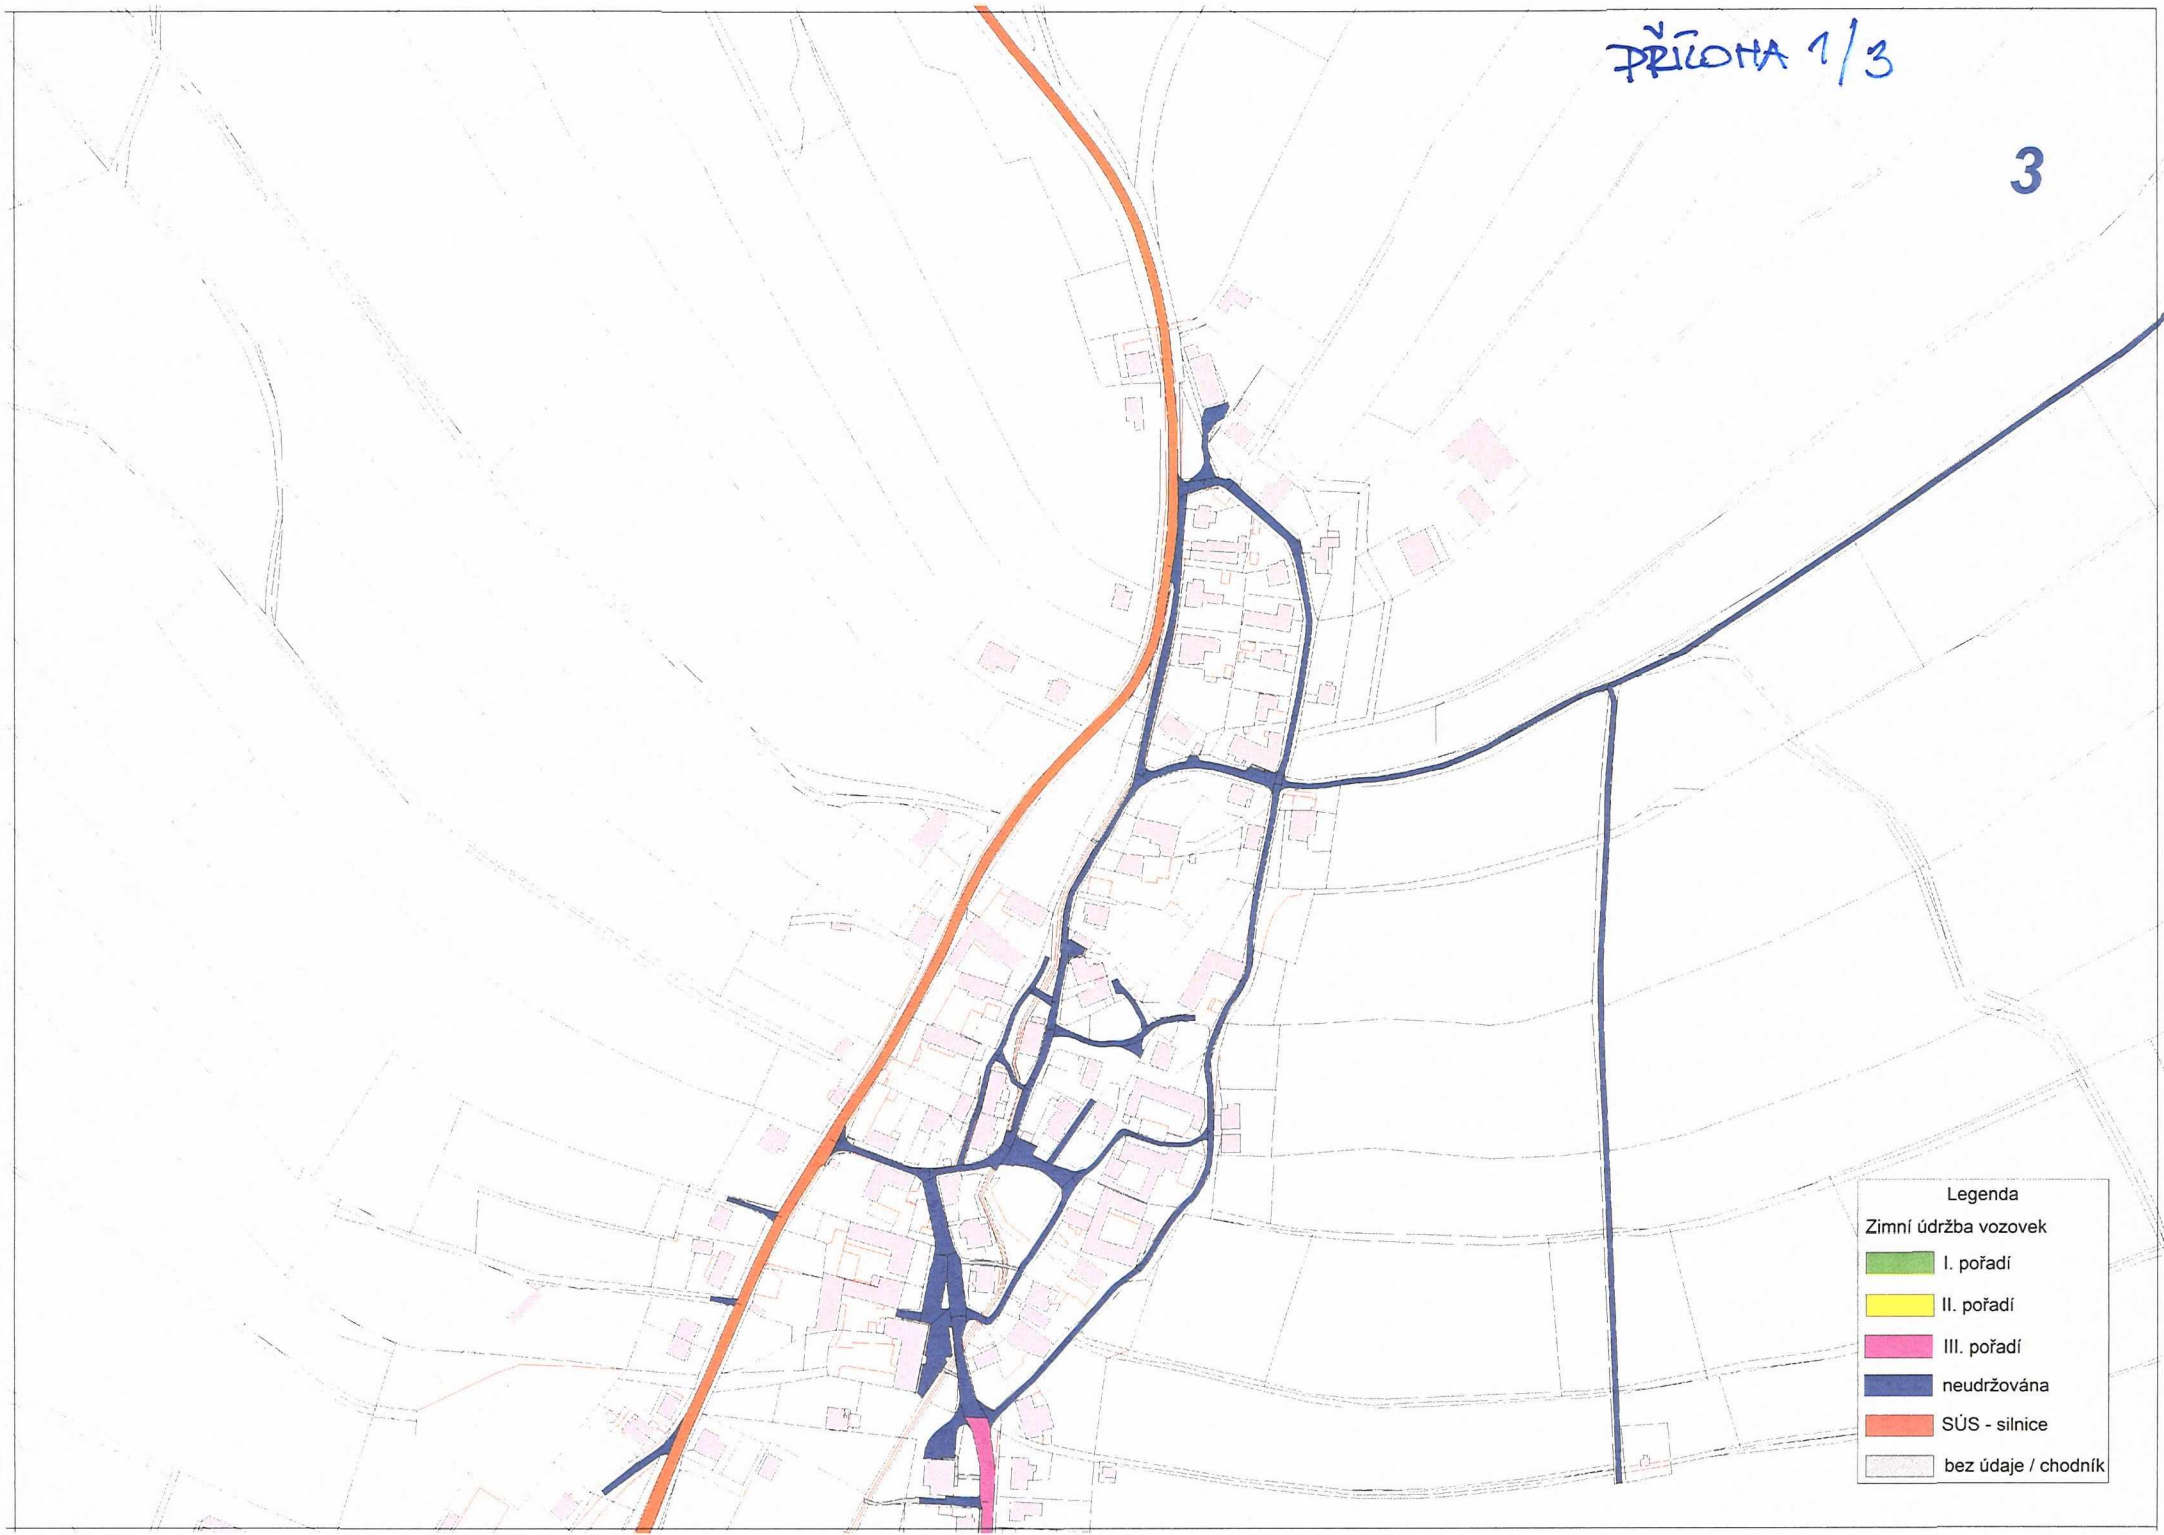 PŘÍLOHA 1/3
3
Legenda
Zimní údržba vozovek
I. pořadí
II. pořadí
III. pořadí
neudržována
SÚS - silnice
bez údaje / chodník